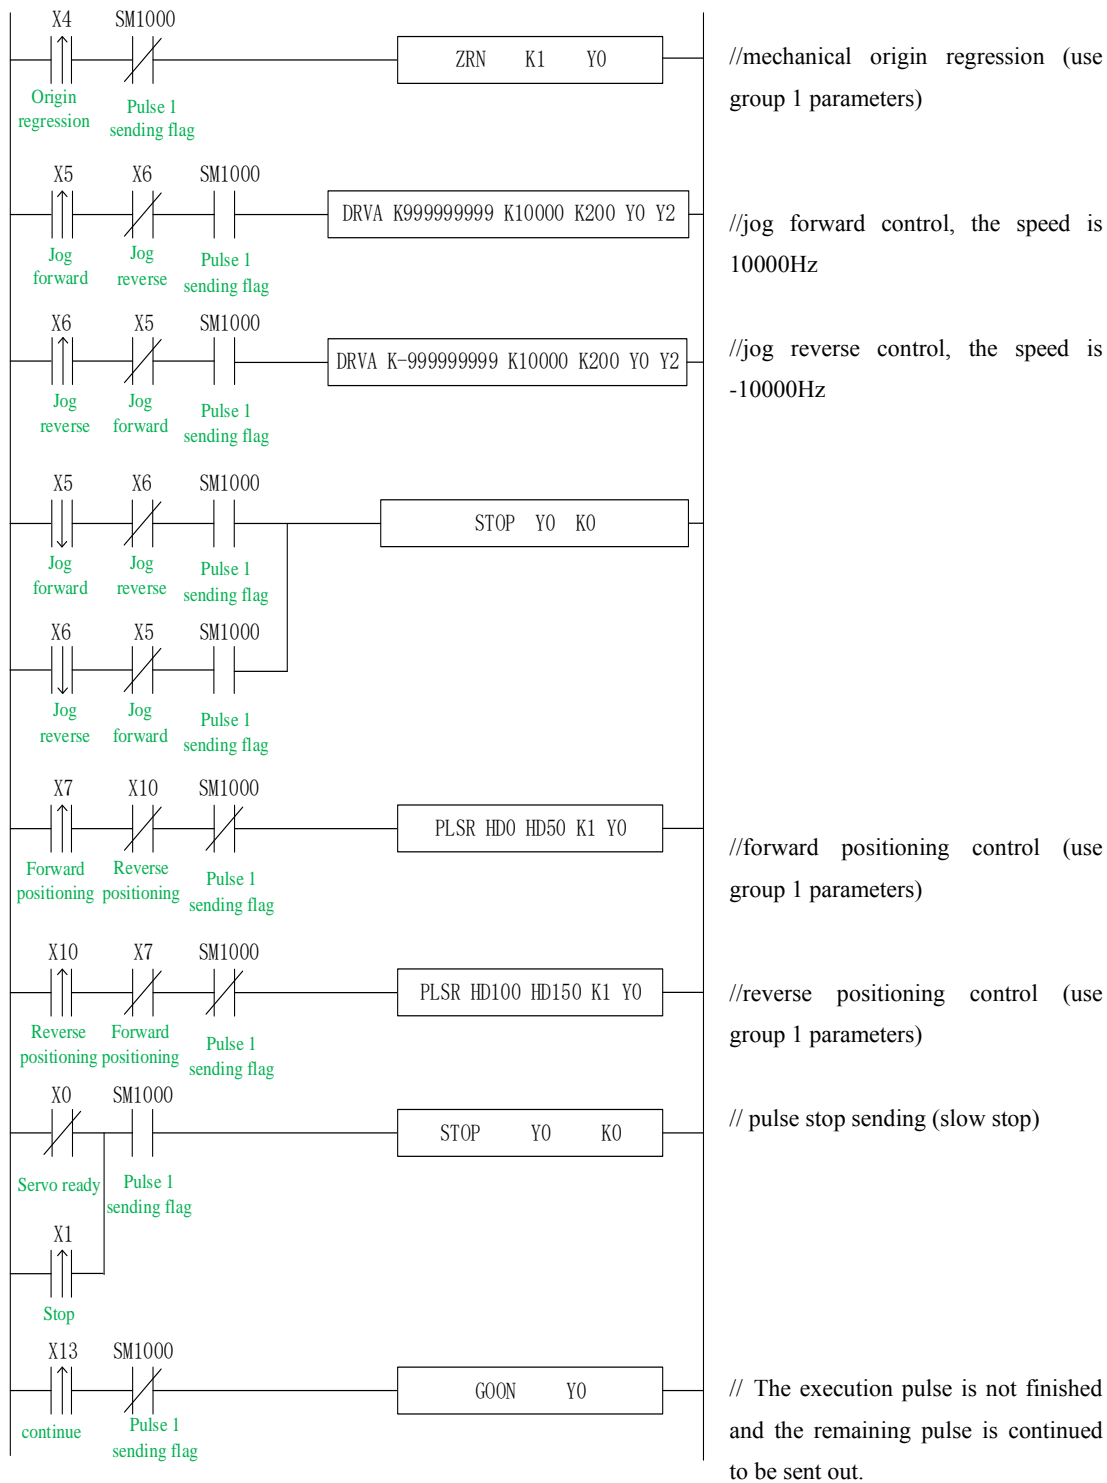 X4 SM1000
ZRN K1 Y0
Origin
regression
Pulse 1
sending flag
//mechanical origin regression (use
group 1 parameters)
X5 X6 SM1000
DRVA K999999999 K10000 K200 Y0 Y2
Jog
forward
Jog
reverse
Pulse 1
sending flag
//jog forward control, the speed is
10000Hz
X6 X5 SM1000
DRVA K-999999999 K10000 K200 Y0 Y2
Jog
reverse
Jog
forward
Pulse 1
sending flag
//jog reverse control, the speed is
-10000Hz
X5 X6 SM1000
STOP Y0 K0
Jog
forward
Jog
reverse
Pulse 1
sending flag
X6 X5 SM1000
Jog
reverse
Jog
forward
Pulse 1
sending flag
X7 X10 SM1000
PLSR HD0 HD50 K1 Y0
Forward
positioning
Reverse
positioning
Pulse 1
sending flag
//forward positioning control (use
group 1 parameters)
X10 X7 SM1000
PLSR HD100 HD150 K1 Y0
Reverse
positioning
Forward
positioning
Pulse 1
sending flag
//reverse positioning control (use
group 1 parameters)
X0 SM1000
STOP Y0 K0
Servo ready
Pulse 1
sending flag
// pulse stop sending (slow stop)
X1
Stop
X13 SM1000
GOON Y0
continue
Pulse 1
sending flag
// The execution pulse is not finished
and the remaining pulse is continued
to be sent out.